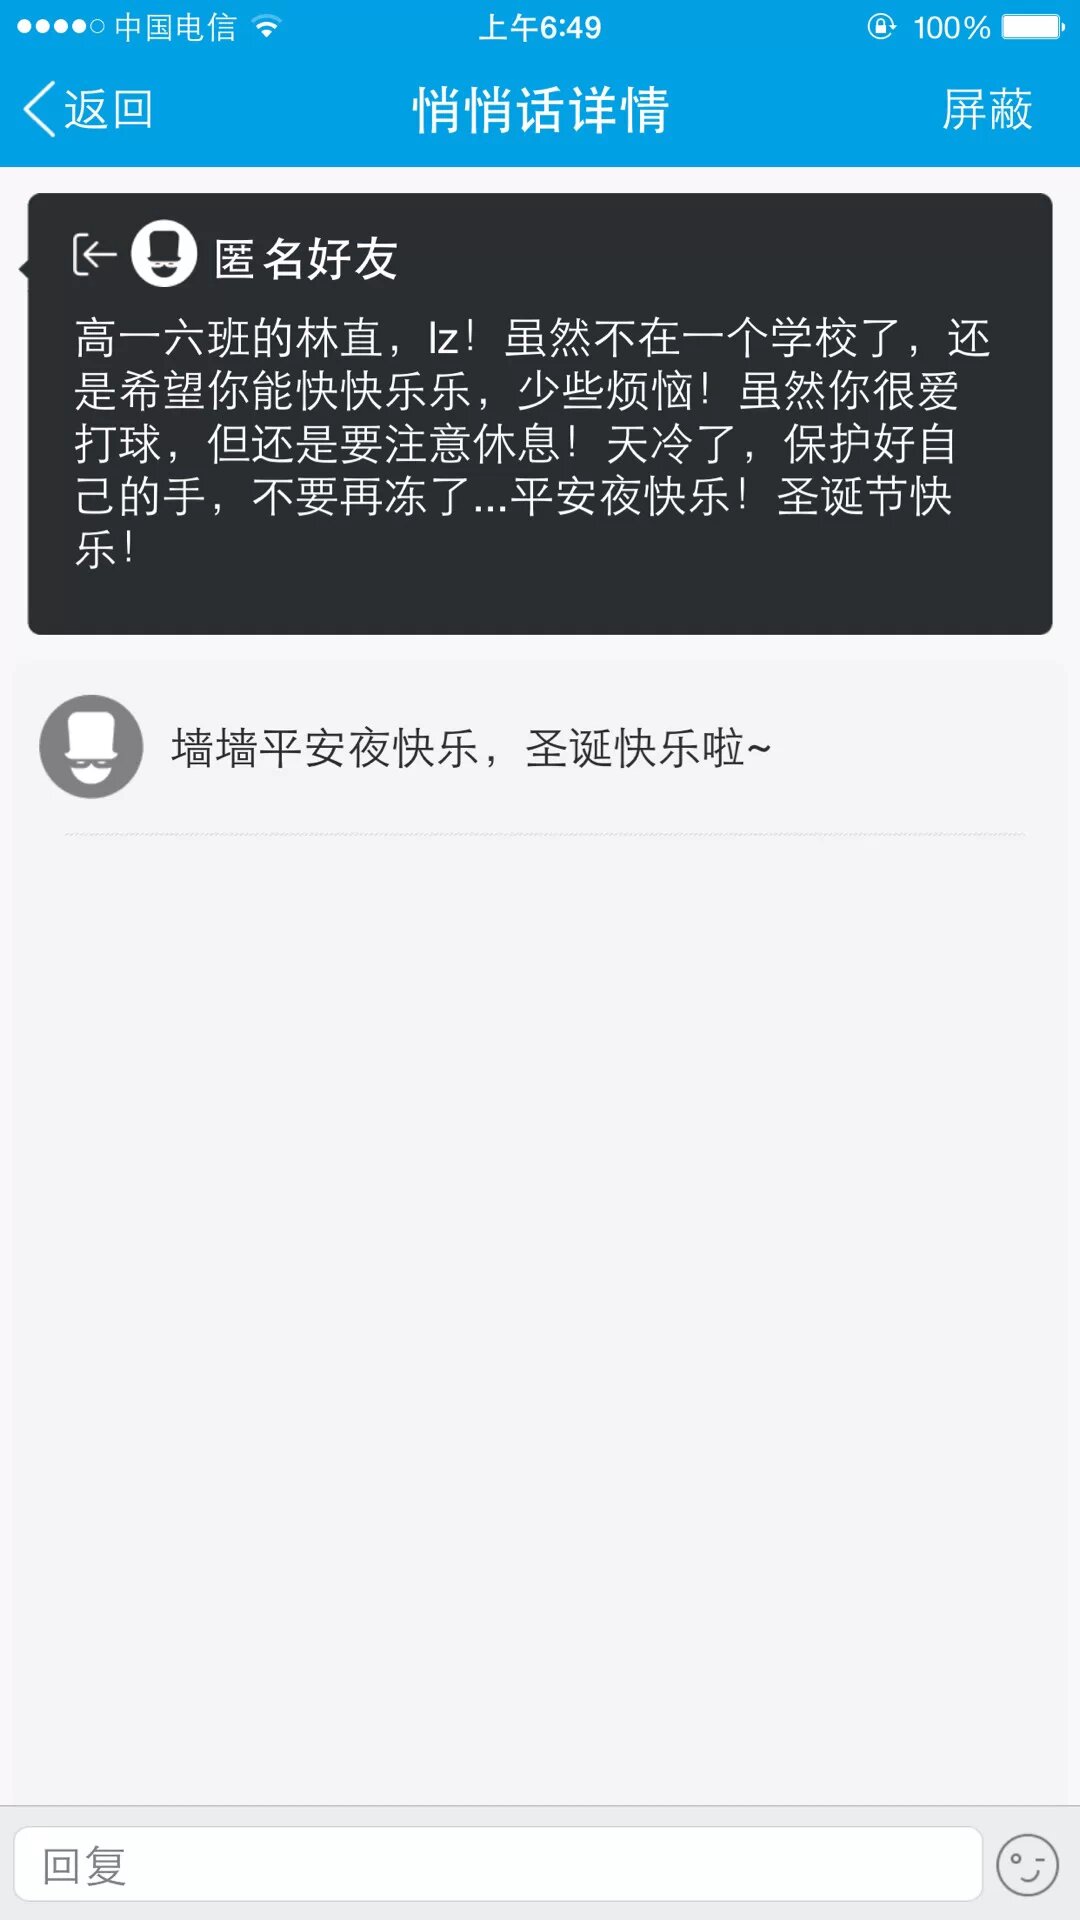 中国电信 上午6:49 100%
返回 悄悄话详情 屏蔽
匿名好友
高一六班的林直，lz！虽然不在一个学校了，还
是希望你能快快乐乐，少些烦恼！虽然你很爱
打球，但还是要注意休息！天冷了，保护好自
己的手，不要再冻了...平安夜快乐！圣诞节快
乐！
墙墙平安夜快乐，圣诞快乐啦~
回复